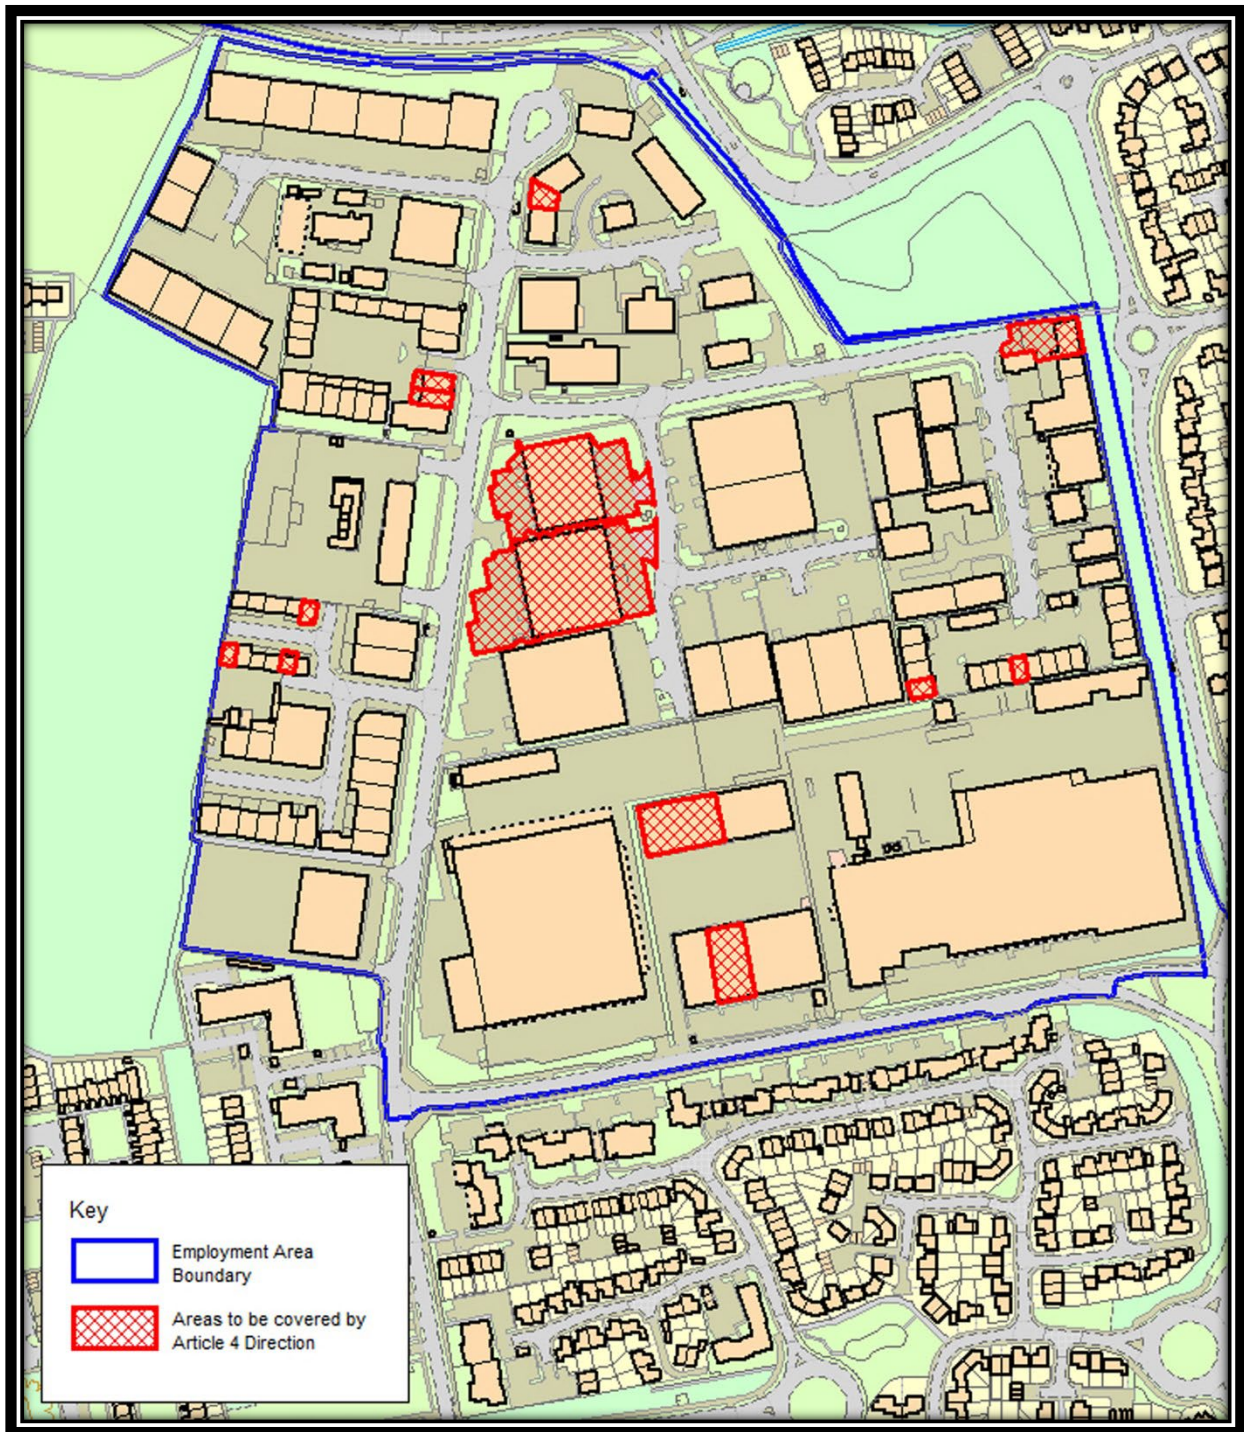 Key
Employment Area
Boundary
Areas to be covered by
Article 4 Direction